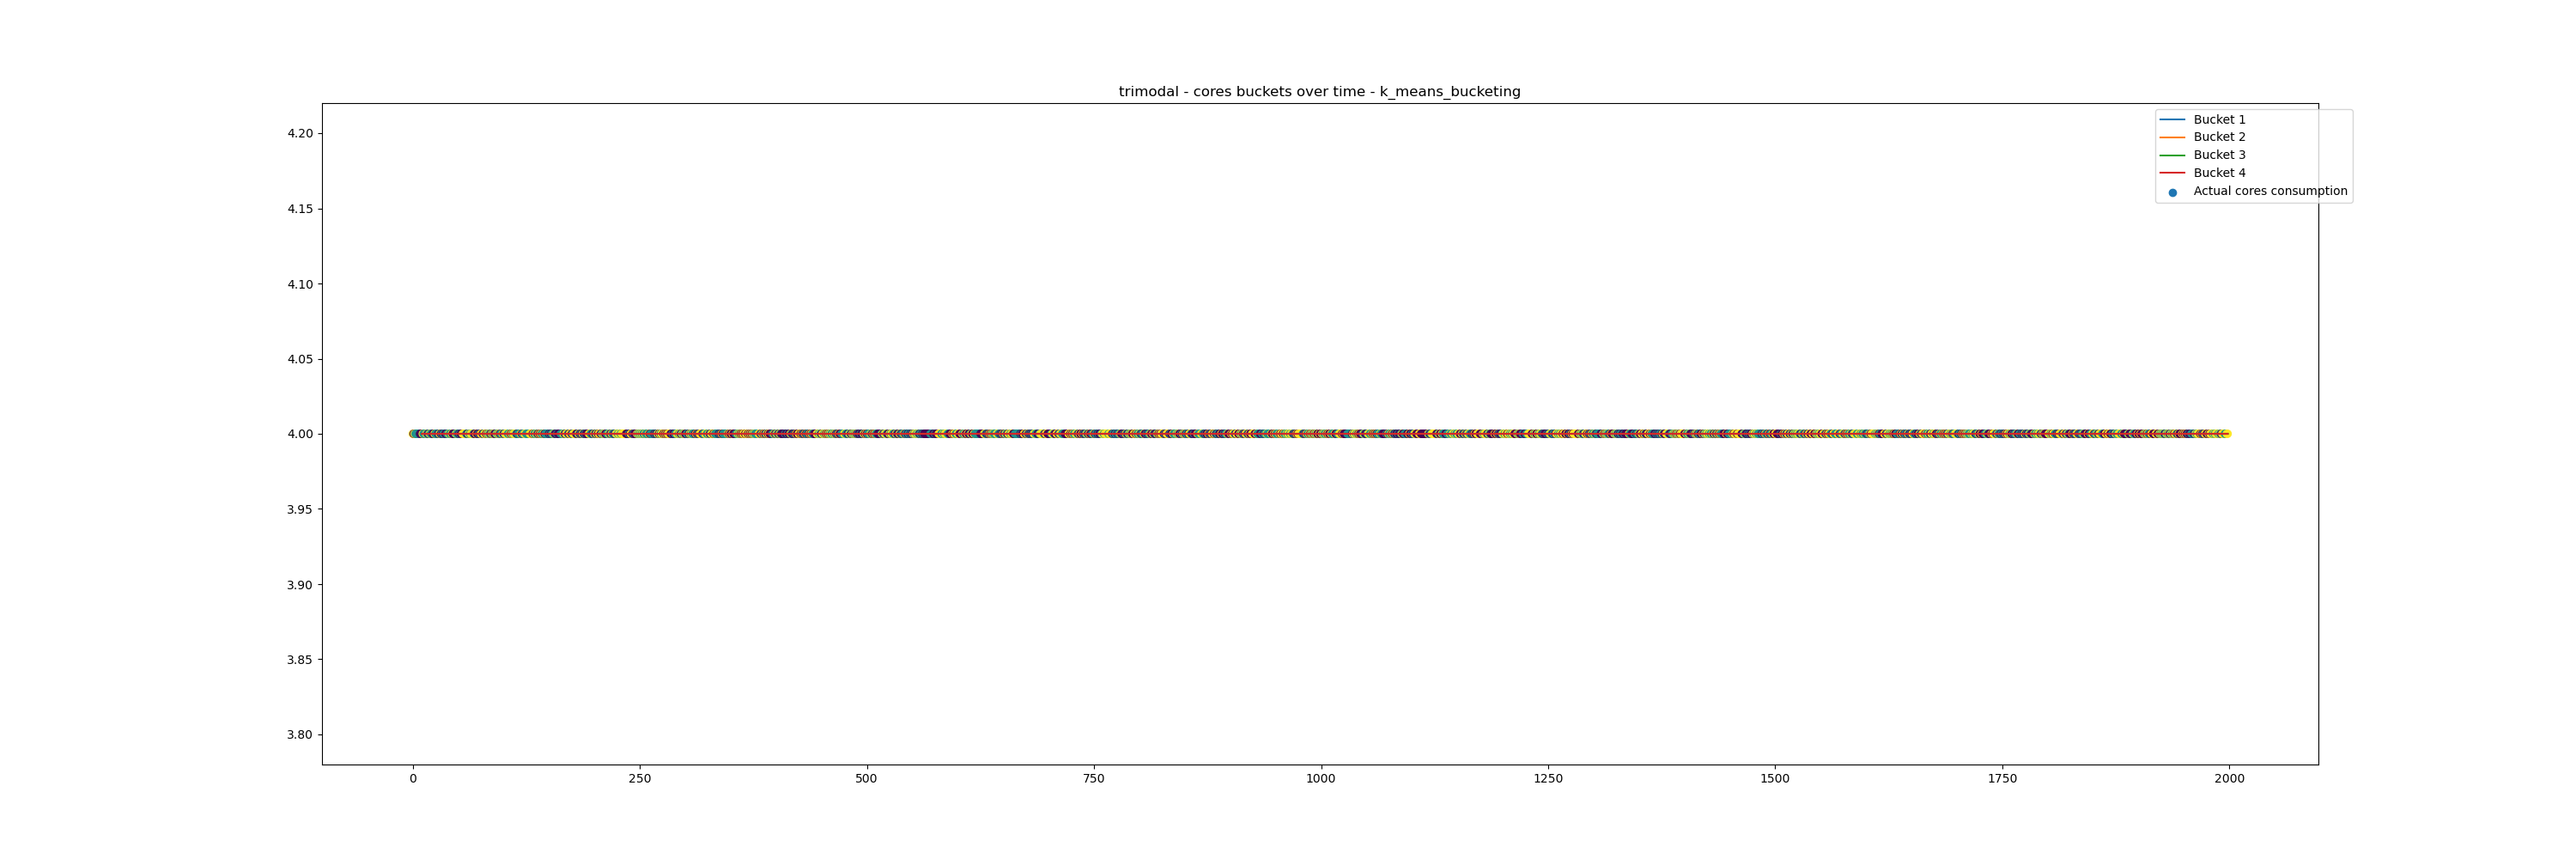 trimodal - cores buckets over time - k_means_bucketing
4.20
4.15
4.10
4.05
4.00
3.95
3.90
3.85
3.80
0 250 500 750 1000 1250 1500 1750 2000
Bucket 1
Bucket 2
Bucket 3
Bucket 4
Actual cores consumption